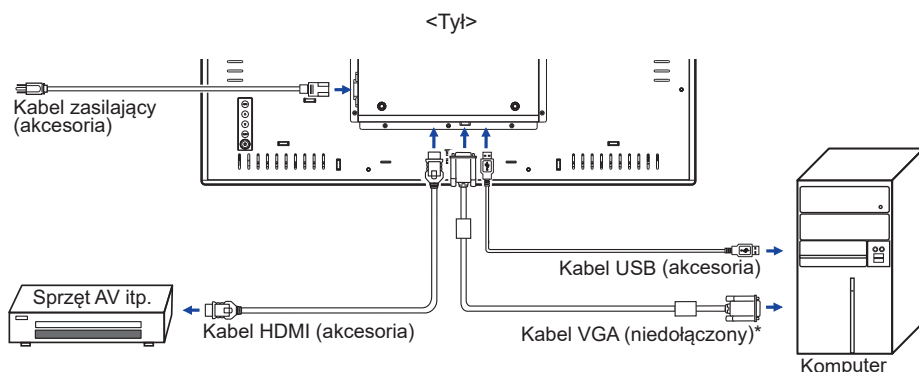 <Tył>
Kabel zasilający
(akcesoria)
Kabel USB (akcesoria)
Sprzęt AV itp.
Kabel HDMI (akcesoria)
Kabel VGA (niedołączony)*
Komputer